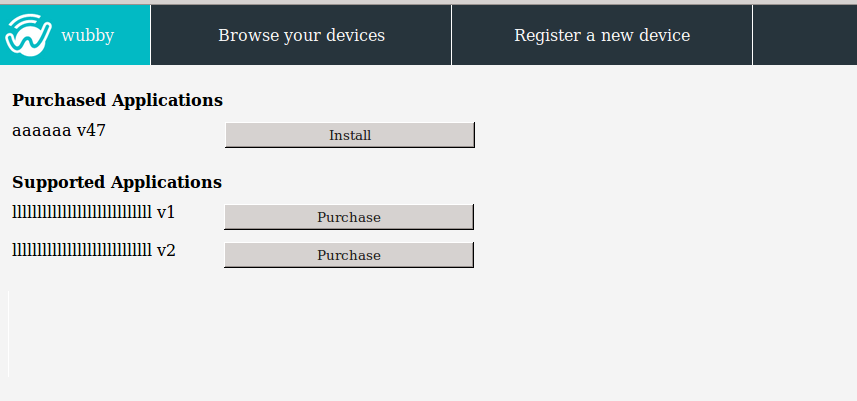 wubby
Browse your devices
Register a new device
Purchased Applications
aaaaaa v47
Install
Supported Applications
llllllllllllllllllllllllllll v1
Purchase
llllllllllllllllllllllllllll v2
Purchase